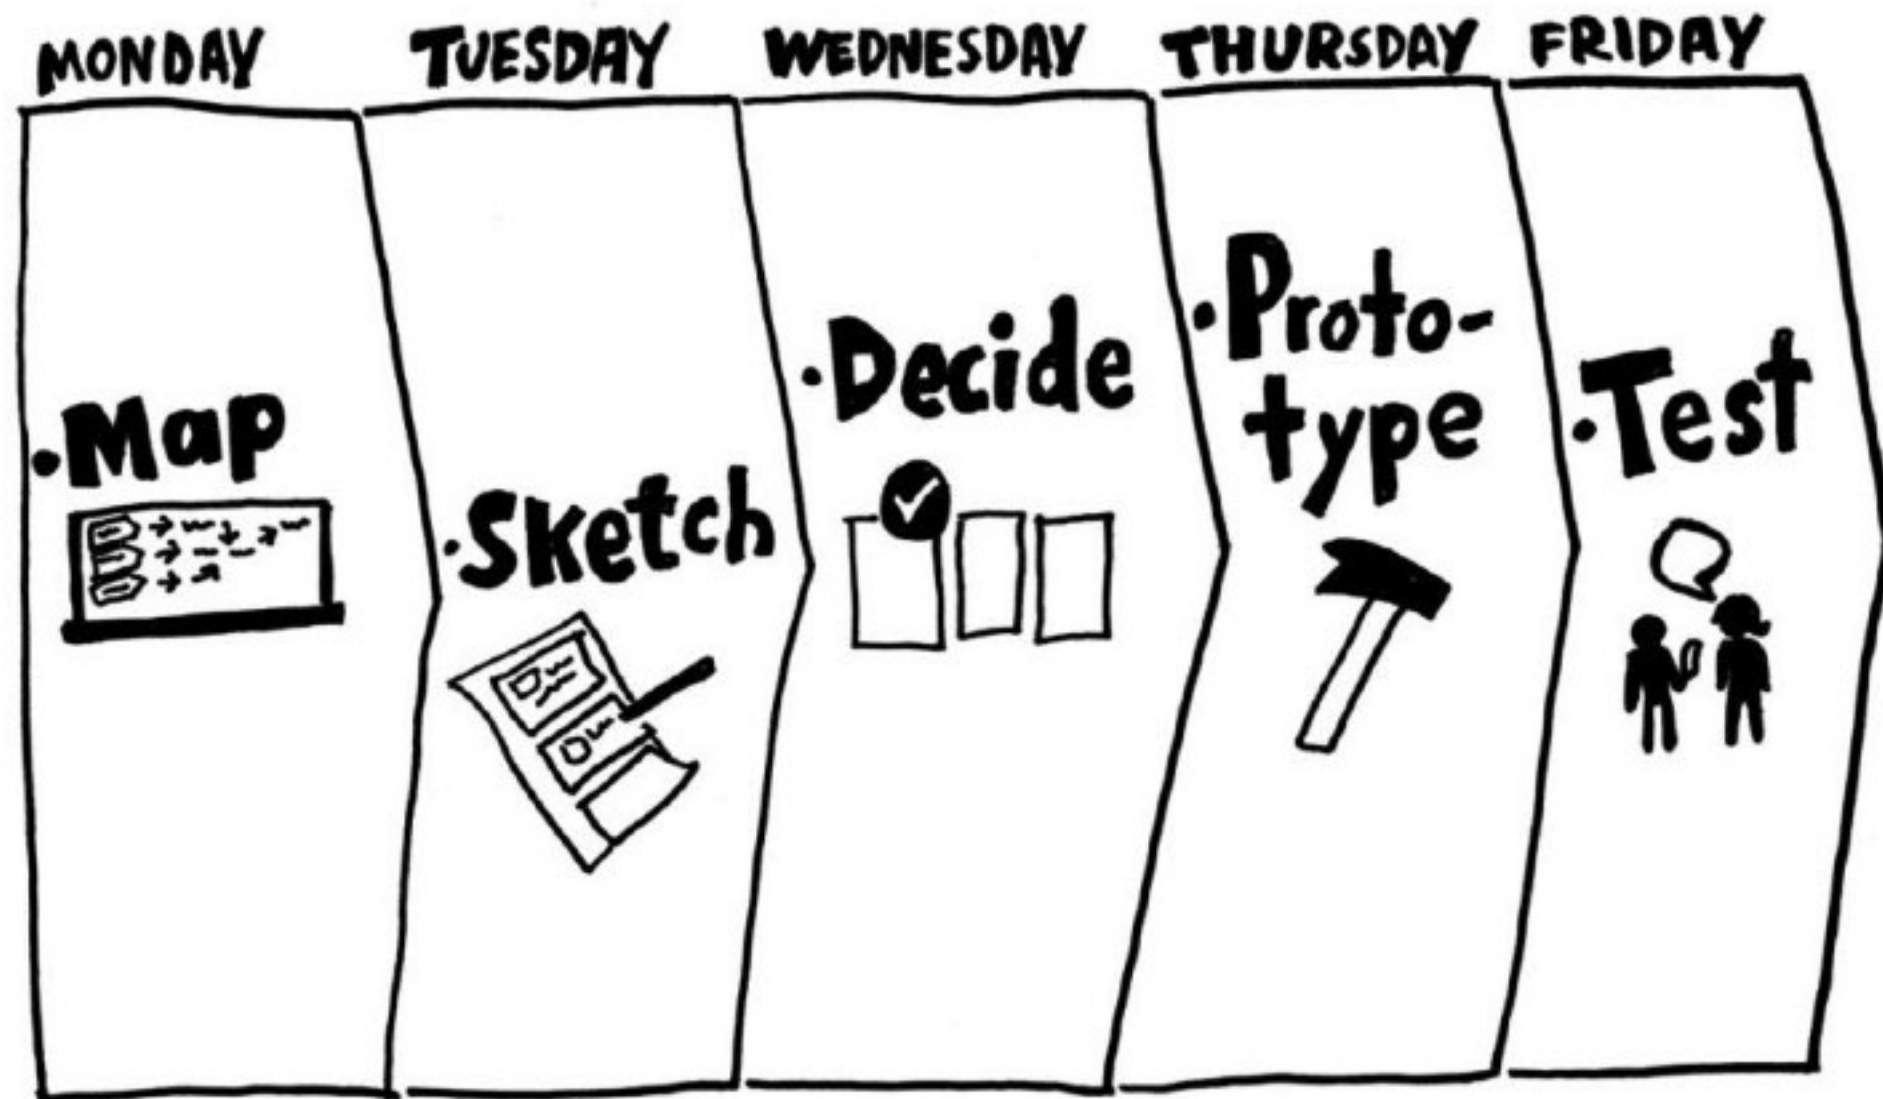 MONDAY
TUESDAY
WEDNESDAY
THURSDAY
FRIDAY
·Map
·Sketch
·Decide
·Proto-
type
·Test